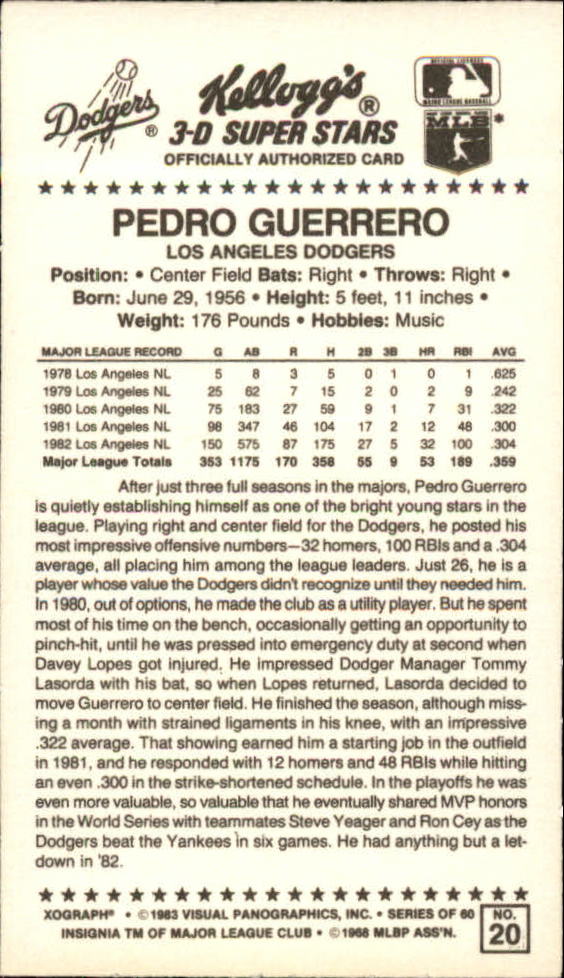 Dodgers®
Kellogg's®
3-D SUPER STARS
OFFICIALLY AUTHORIZED CARD
OFFICIAL LICENSEE
MAJOR LEAGUE BASEBALL
MLB*
PEDRO GUERRERO
LOS ANGELES DODGERS
Position: • Center Field Bats: Right • Throws: Right •
Born: June 29, 1956 • Height: 5 feet, 11 inches •
Weight: 176 Pounds • Hobbies: Music
MAJOR LEAGUE RECORD G AB R H 2B 3B HR RBI AVG
1978 Los Angeles NL 5 8 3 5 0 1 0 1 .625
1979 Los Angeles NL 25 62 7 15 2 0 2 9 .242
1980 Los Angeles NL 75 183 27 59 9 1 7 31 .322
1981 Los Angeles NL 98 347 46 104 17 2 12 48 .300
1982 Los Angeles NL 150 575 87 175 27 5 32 100 .304
Major League Totals 353 1175 170 358 55 9 53 189 .359
After just three full seasons in the majors, Pedro Guerrero
is quietly establishing himself as one of the bright young stars in the
league. Playing right and center field for the Dodgers, he posted his
most impressive offensive numbers—32 homers, 100 RBIs and a .304
average, all placing him among the league leaders. Just 26, he is a
player whose value the Dodgers didn't recognize until they needed him.
In 1980, out of options, he made the club as a utility player. But he spent
most of his time on the bench, occasionally getting an opportunity to
pinch-hit, until he was pressed into emergency duty at second when
Davey Lopes got injured. He impressed Dodger Manager Tommy
Lasorda with his bat, so when Lopes returned, Lasorda decided to
move Guerrero to center field. He finished the season, although miss-
ing a month with strained ligaments in his knee, with an impressive
.322 average. That showing earned him a starting job in the outfield
in 1981, and he responded with 12 homers and 48 RBIs while hitting
an even .300 in the strike-shortened schedule. In the playoffs he was
even more valuable, so valuable that he eventually shared MVP honors
in the World Series with teammates Steve Yeager and Ron Cey as the
Dodgers beat the Yankees in six games. He had anything but a let-
down in '82.
XOGRAPH® • ©1983 VISUAL PANOGRAPHICS, INC. • SERIES OF 60
INSIGNIA TM OF MAJOR LEAGUE CLUB • ©1968 MLBP ASS'N.
NO.
20